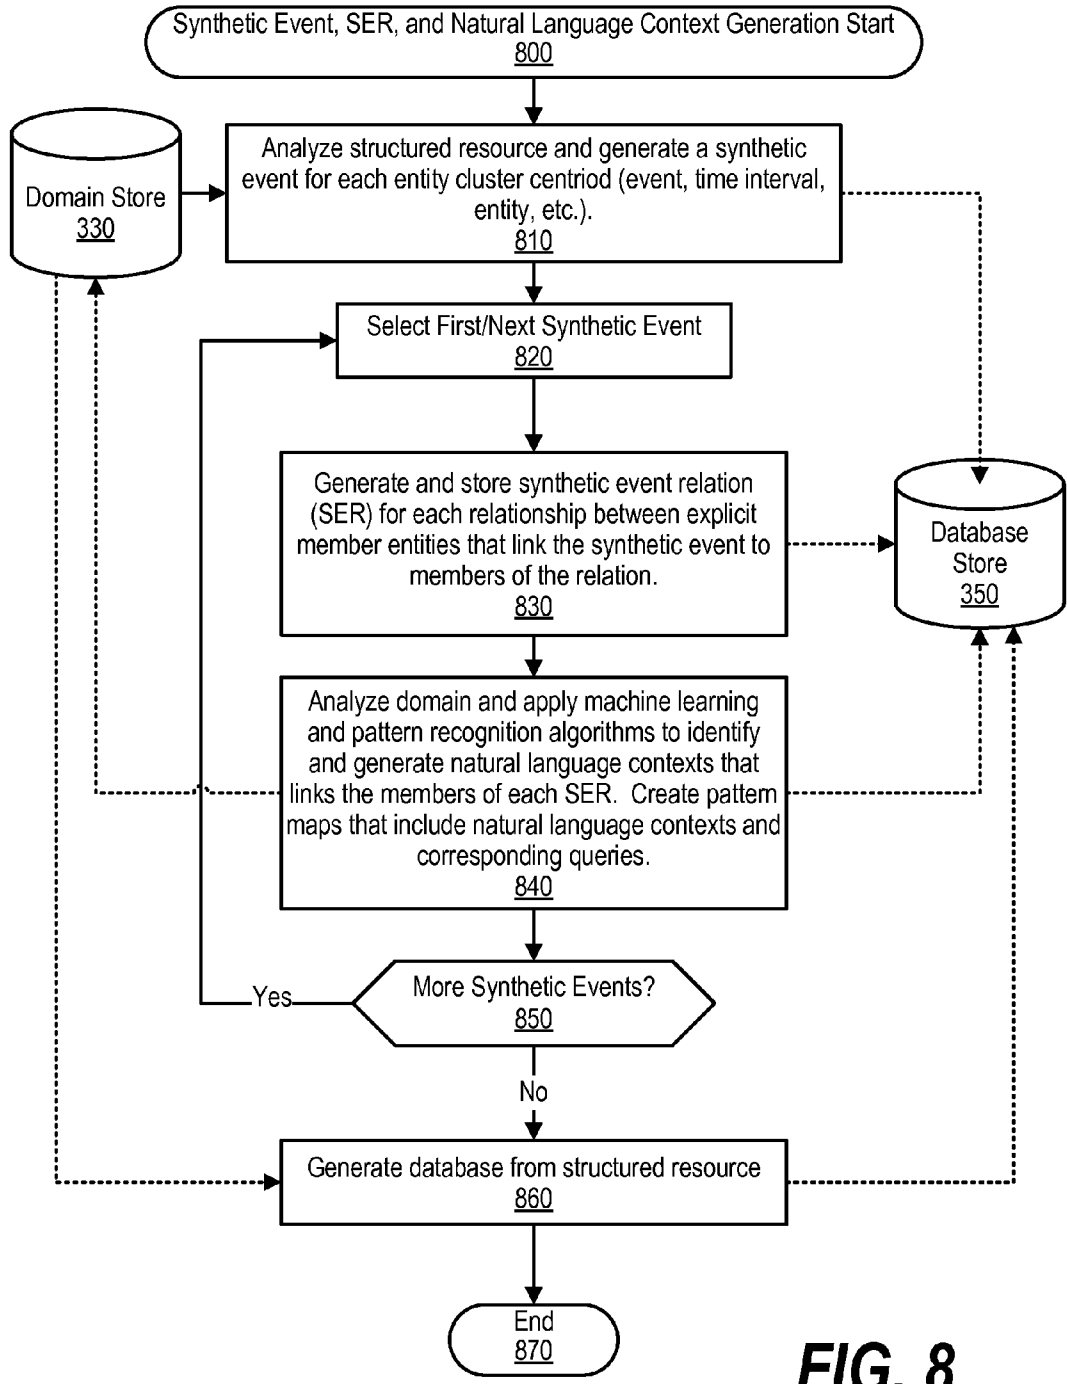 Synthetic Event, SER, and Natural Language Context Generation Start
800
Domain Store
330
Analyze structured resource and generate a synthetic
event for each entity cluster centriod (event, time interval,
entity, etc.).
810
Select First/Next Synthetic Event
820
Generate and store synthetic event relation
(SER) for each relationship between explicit
member entities that link the synthetic event to
members of the relation.
830
Database
Store
350
Analyze domain and apply machine learning
and pattern recognition algorithms to identify
and generate natural language contexts that
links the members of each SER. Create pattern
maps that include natural language contexts and
corresponding queries.
840
More Synthetic Events?
850
Yes
No
Generate database from structured resource
860
End
870
FIG. 8